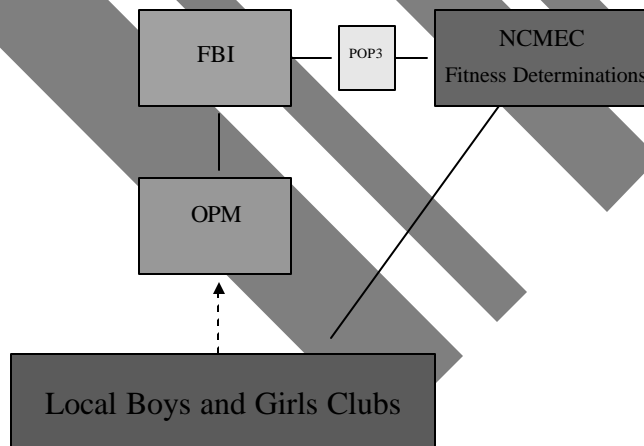 FBI
POP3
NCMEC
Fitness Determinations
OPM
Local Boys and Girls Clubs